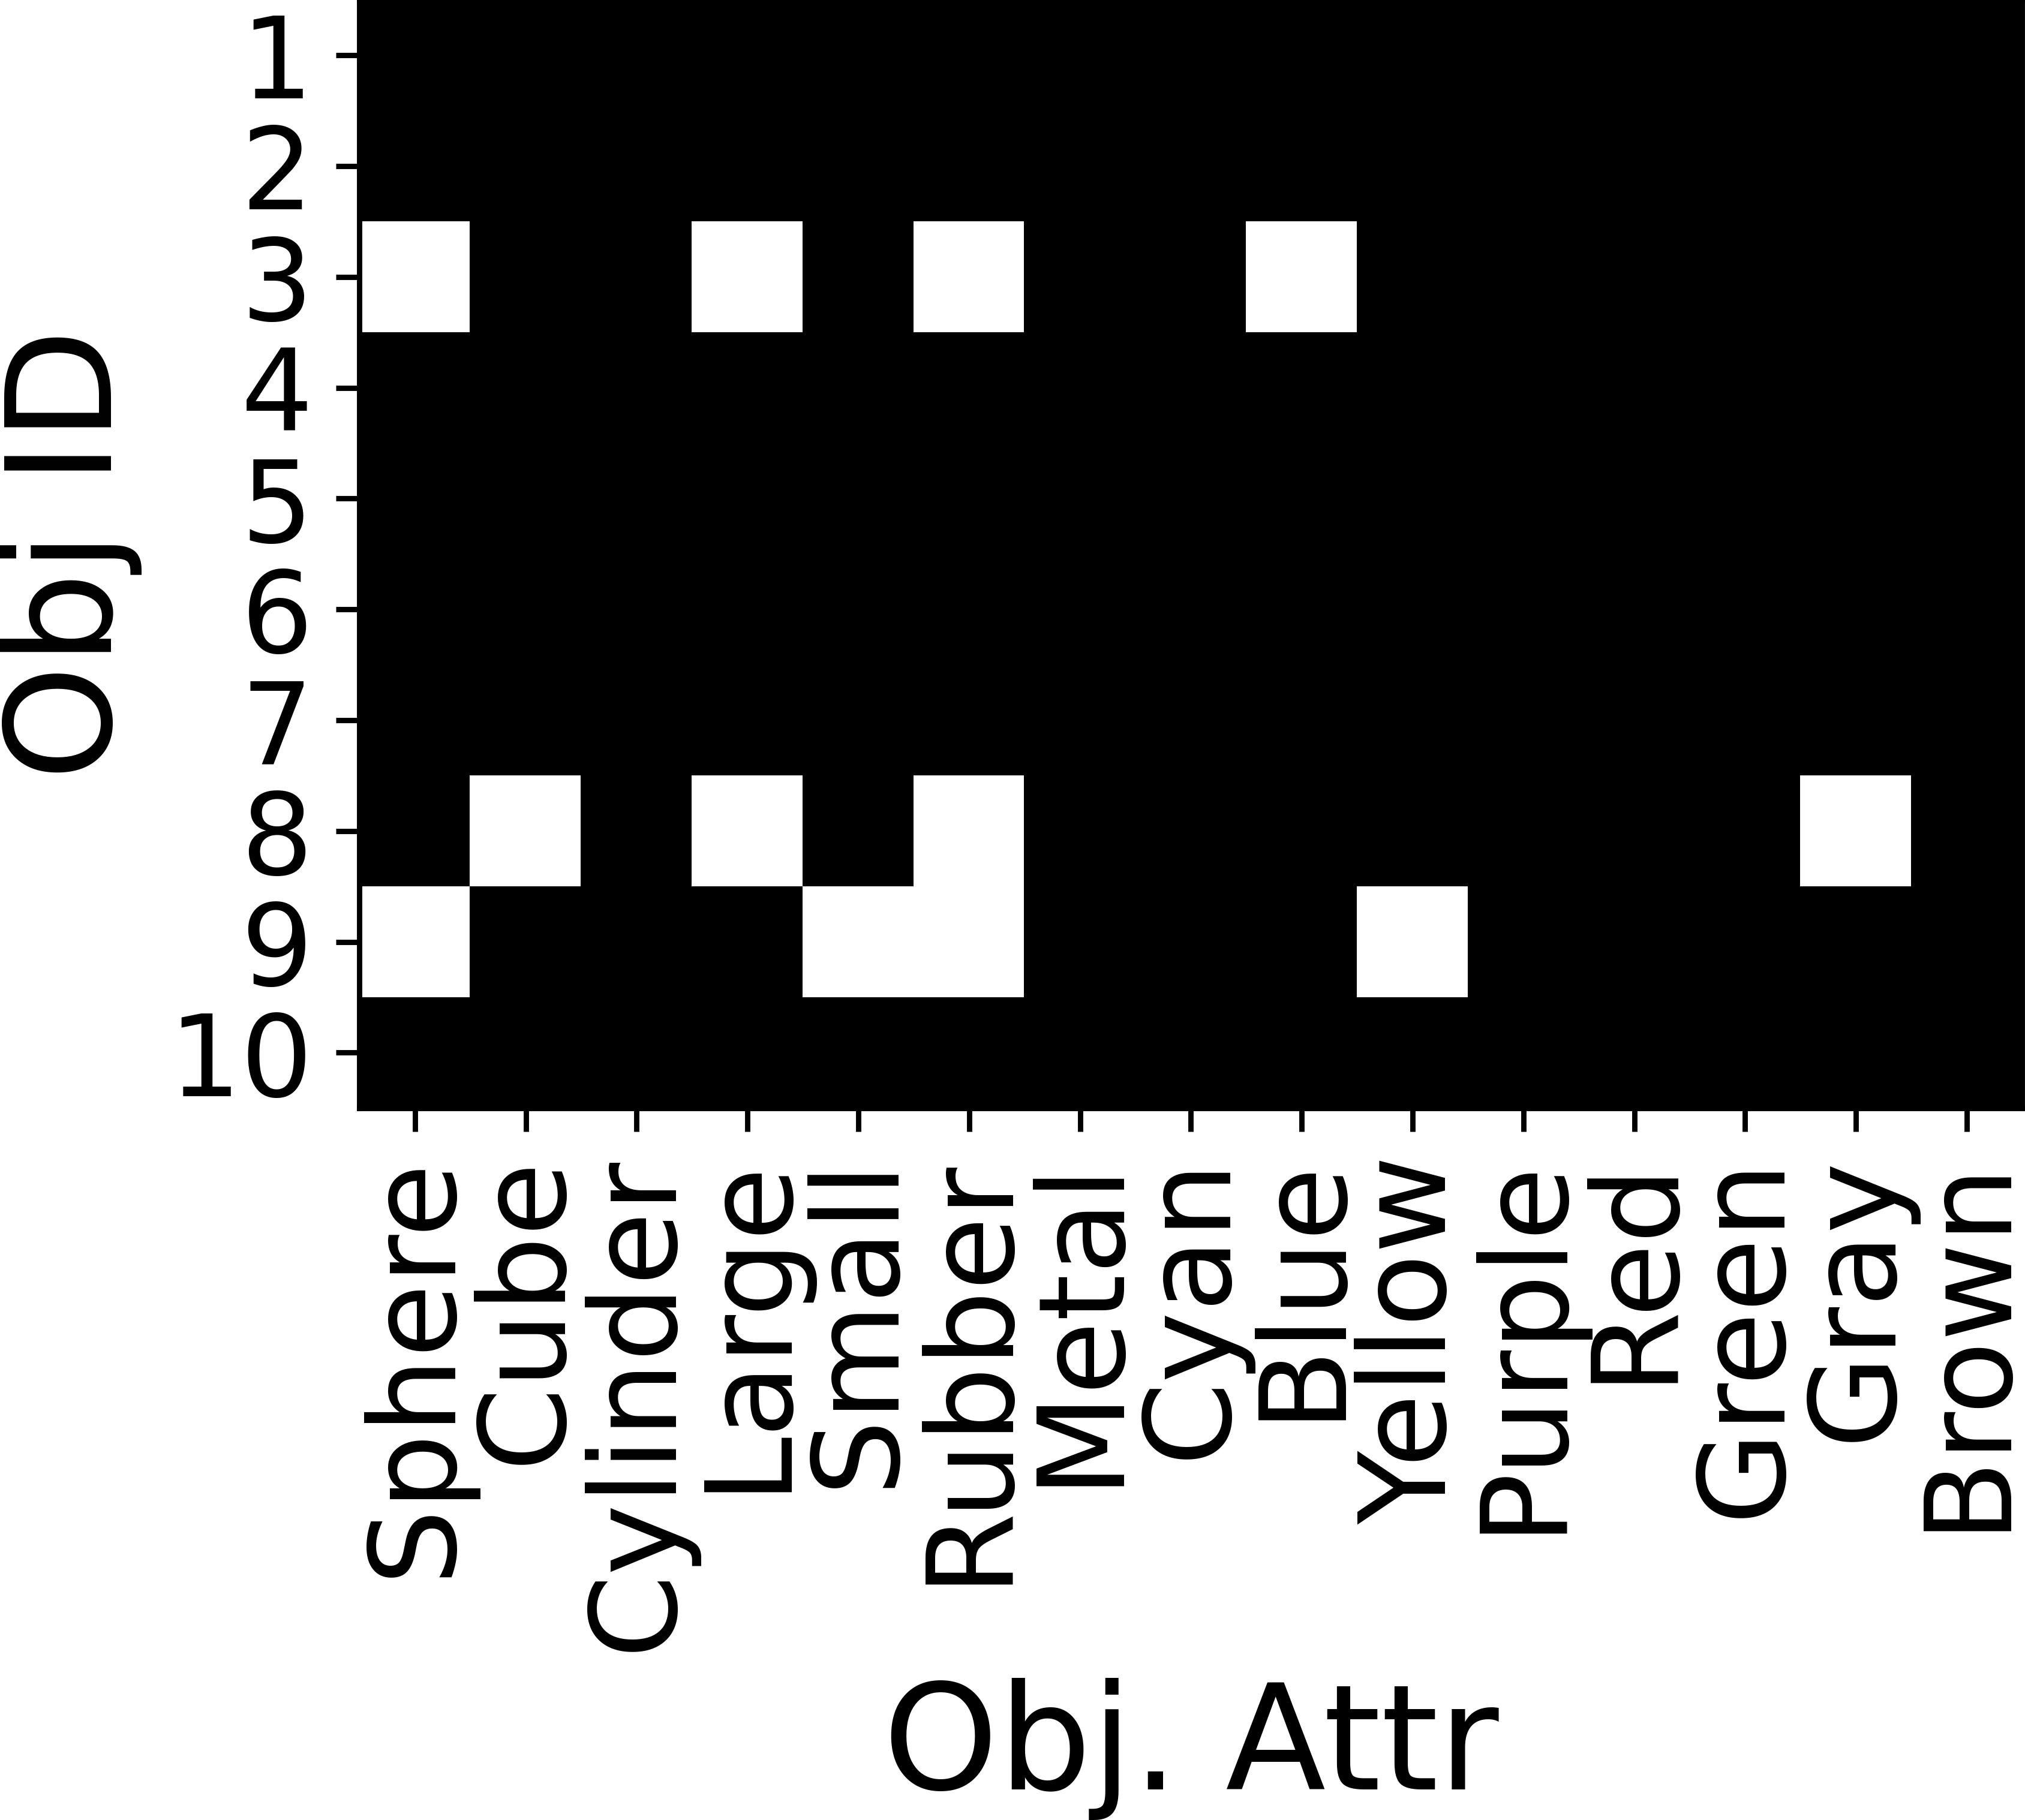 Obj ID
1
2
3
4
5
6
7
8
9
10
Sphere
Cube
Cylinder
Large
Small
Rubber
Metal
Cyan
Blue
Yellow
Purple
Red
Green
Gray
Brown
Obj. Attr